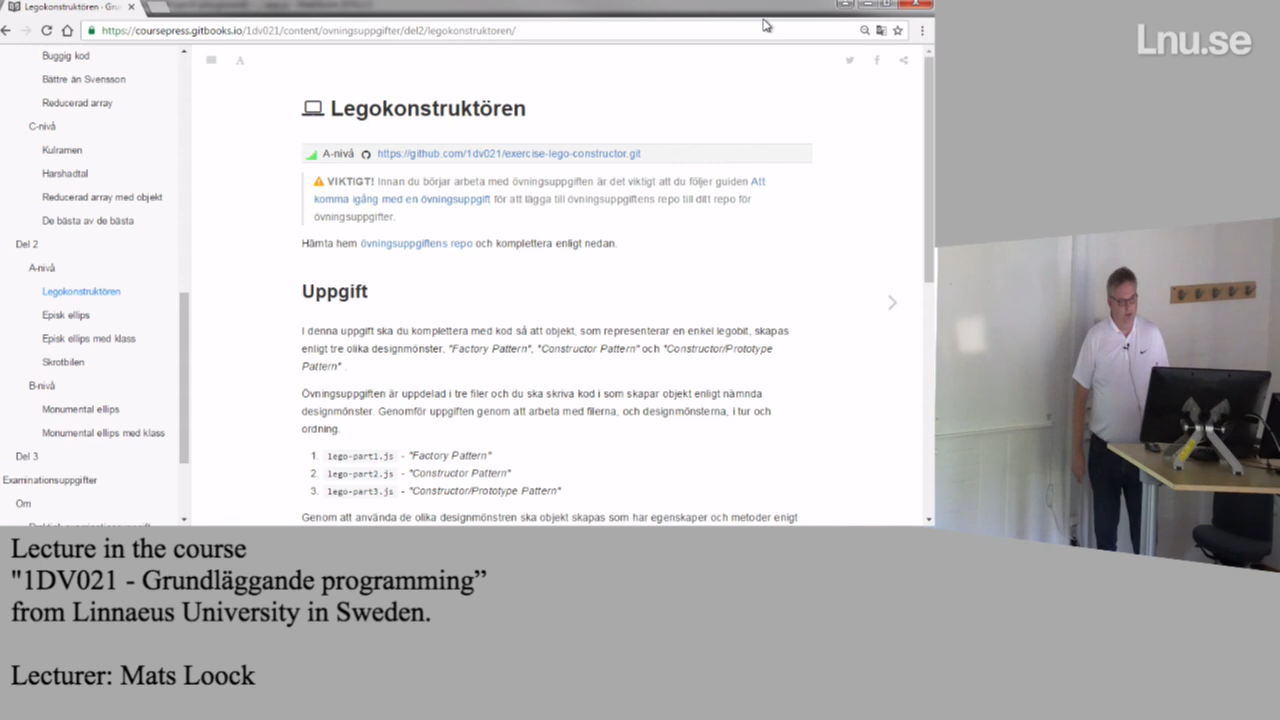 Legokonstruktören - Gru
https://coursepress.gitbooks.io/1dv021/content/ovningsuppgifter/del2/legokonstruktoren/
Lnu.se
Buggig kod
Bättre än Svensson
Reducerad array
C-nivå
Kulramen
Harshadtal
Reducerad array med objekt
De bästa av de bästa
Del 2
A-nivå
Legokonstruktören
Episk ellips
Episk ellips med klass
Skrotbilen
B-nivå
Monumental ellips
Monumental ellips med klass
Del 3
Examinationsuppgifter
Om
A
Legokonstruktören
A-nivå https://github.com/1dv021/exercise-lego-constructor.git
VIKTIGT! Innan du börjar arbeta med övningsuppgiften är det viktigt att du följer guiden Att
komma igång med en övningsuppgift för att lägga till övningsuppgiftens repo till ditt repo för
övningsuppgifter.
Hämta hem övningsuppgiftens repo och komplettera enligt nedan.
Uppgift
I denna uppgift ska du komplettera med kod så att objekt, som representerar en enkel legobit, skapas
enligt tre olika designmönster, "Factory Pattern", "Constructor Pattern" och "Constructor/Prototype
Pattern" .
Övningsuppgiften är uppdelad i tre filer och du ska skriva kod i som skapar objekt enligt nämnda
designmönster. Genomför uppgiften genom att arbeta med filerna, och designmönsterna, i tur och
ordning.
1. lego-part1.js - "Factory Pattern"
2. lego-part2.js - "Constructor Pattern"
3. lego-part3.js - "Constructor/Prototype Pattern"
Genom att använda de olika designmönstren ska objekt skapas som har egenskaper och metoder enligt
Lecture in the course
"1DV021 - Grundläggande programming”
from Linnaeus University in Sweden.
Lecturer: Mats Loock